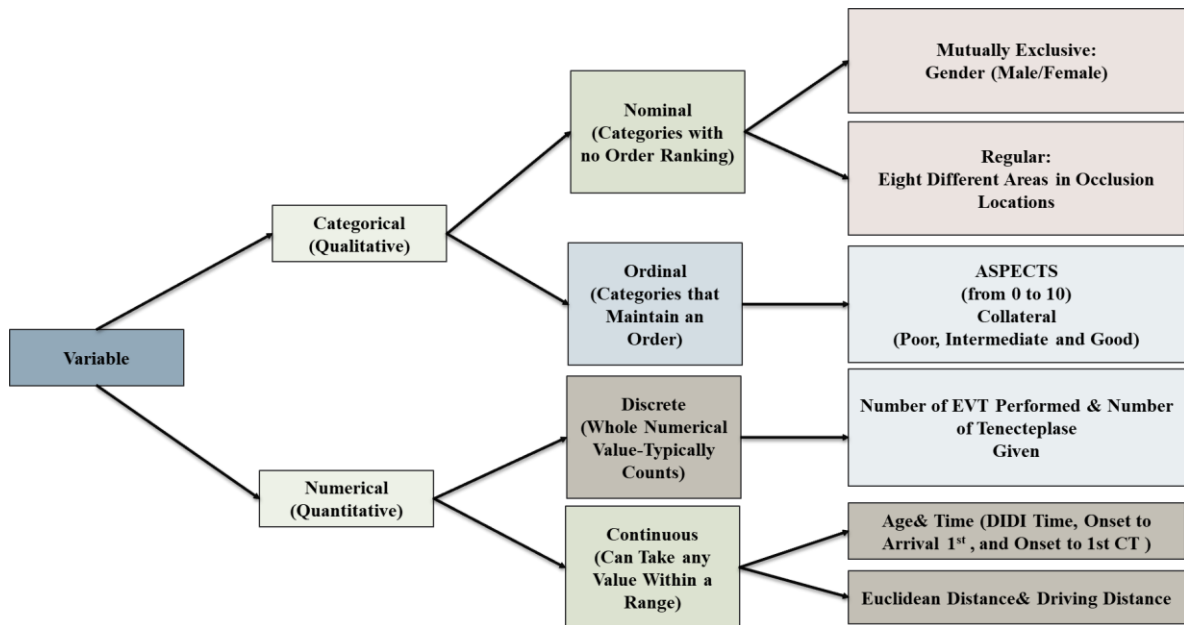 Variable
Categorical
(Qualitative)
Numerical
(Quantitative)
Nominal
(Categories with
no Order Ranking)
Ordinal
(Categories that
Maintain an
Order)
Discrete
(Whole Numerical
Value-Typically
Counts)
Continuous
(Can Take any
Value Within a
Range)
Mutually Exclusive:
Gender (Male/Female)
Regular:
Eight Different Areas in Occlusion
Locations
ASPECTS
(from 0 to 10)
Collateral
(Poor, Intermediate and Good)
Number of EVT Performed & Number
of Tenecteplase
Given
Age& Time (DIDI Time, Onset to
Arrival 1st , and Onset to 1st CT )
Euclidean Distance& Driving Distance